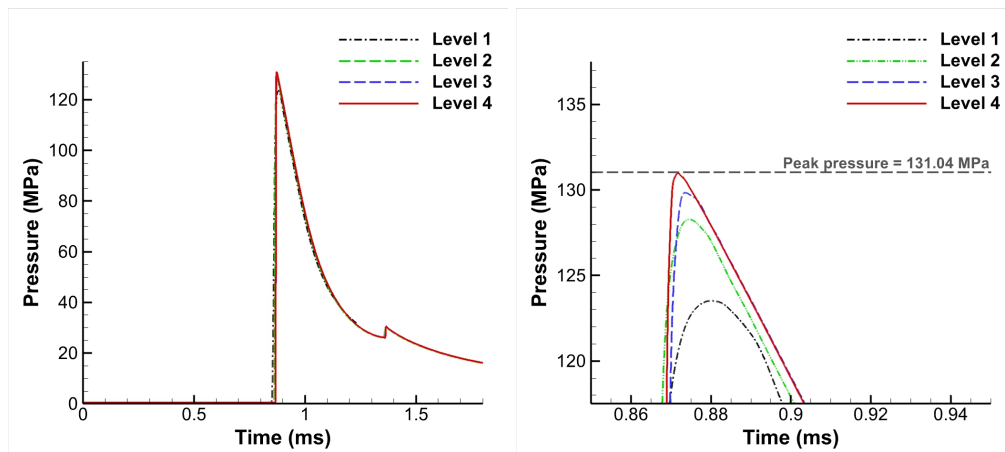 Level 1
Level 2
Level 3
Level 4
Pressure (MPa)
120
100
80
60
40
20
0
0
0.5
1
1.5
Time (ms)
Level 1
Level 2
Level 3
Level 4
Peak pressure = 131.04 MPa
Pressure (MPa)
135
130
125
120
0.86
0.88
0.9
0.92
0.94
Time (ms)